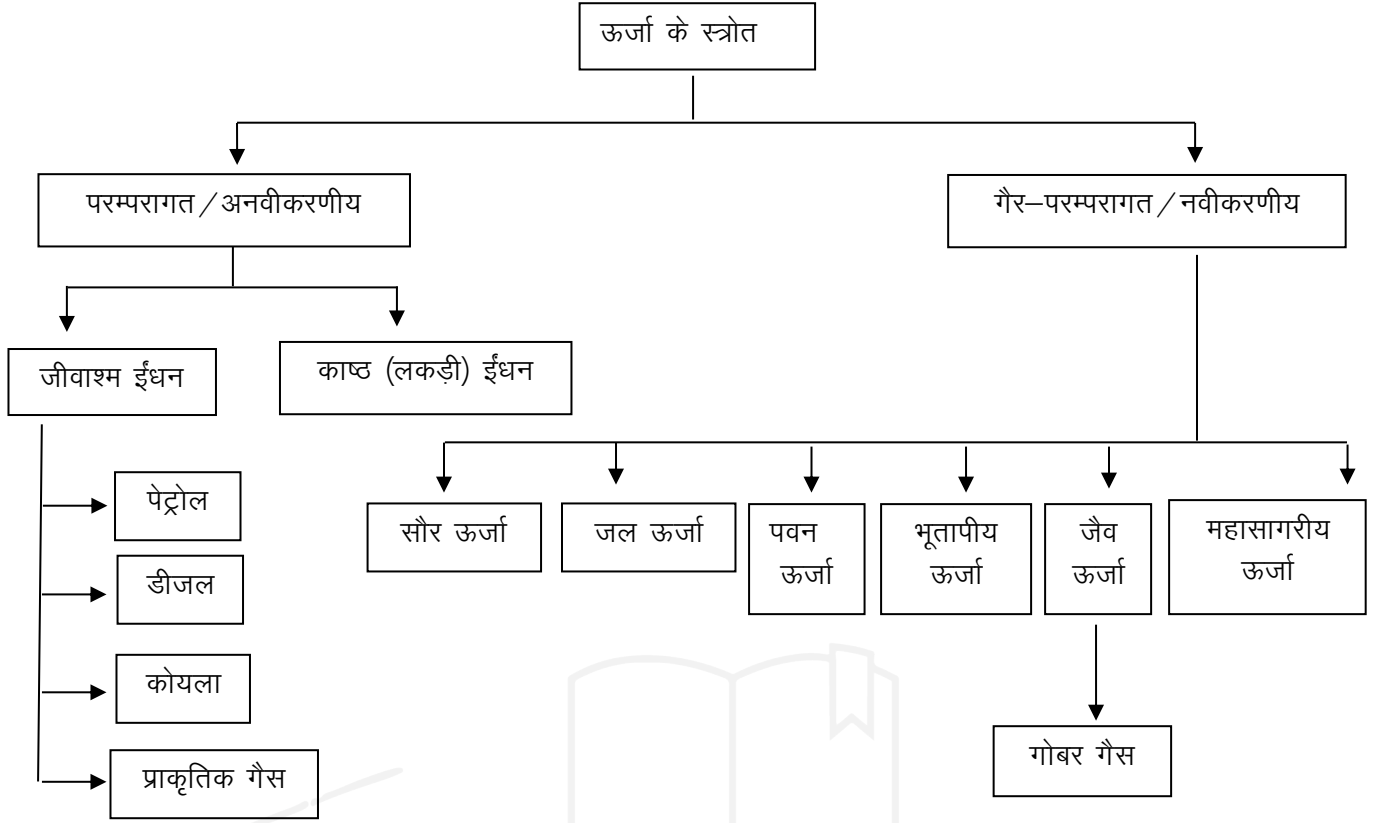 ऊर्जा के स्त्रोत
परम्परागत/अनवीकरणीय
गैर–परम्परागत/नवीकरणीय
जीवाश्म ईंधन
काष्ठ (लकड़ी) ईंधन
पेट्रोल
डीजल
कोयला
प्राकृतिक गैस
सौर ऊर्जा
जल ऊर्जा
पवन
ऊर्जा
भूतापीय
ऊर्जा
जैव
ऊर्जा
महासागरीय
ऊर्जा
गोबर गैस